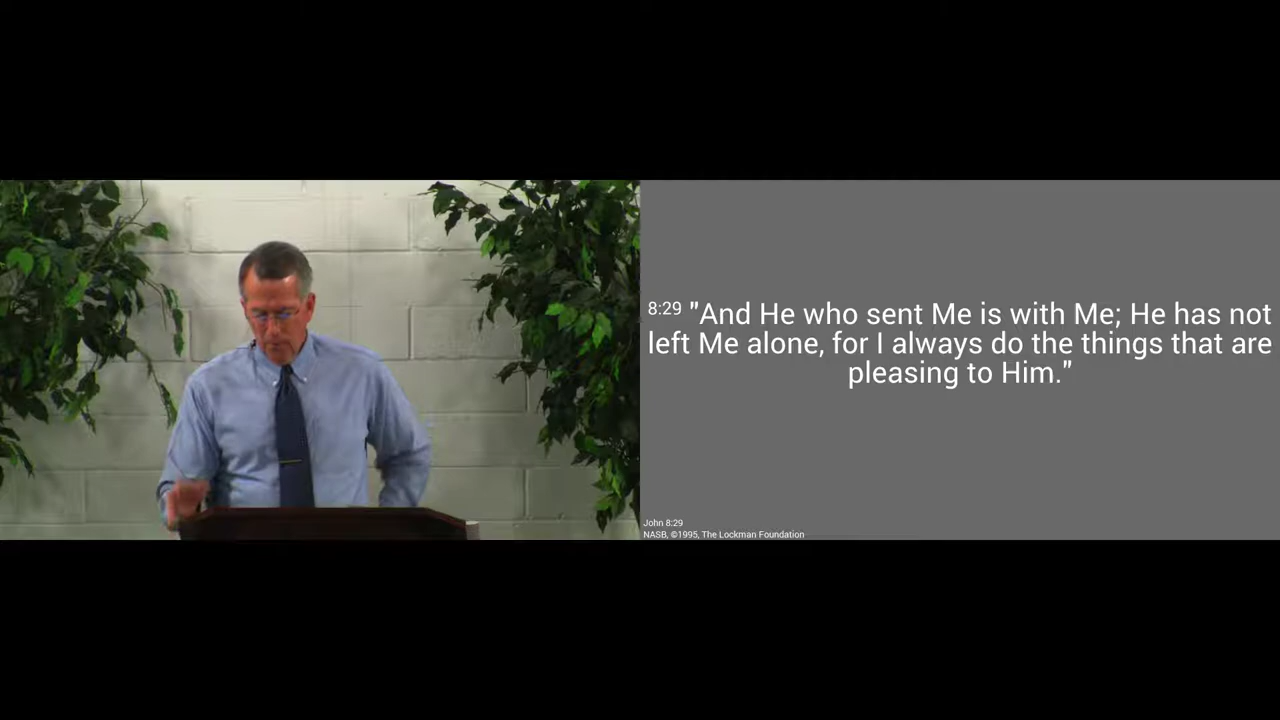 8:29 "And He who sent Me is with Me; He has not
left Me alone, for I always do the things that are
pleasing to Him."
John 8:29
NASB, ©1995, The Lockman Foundation